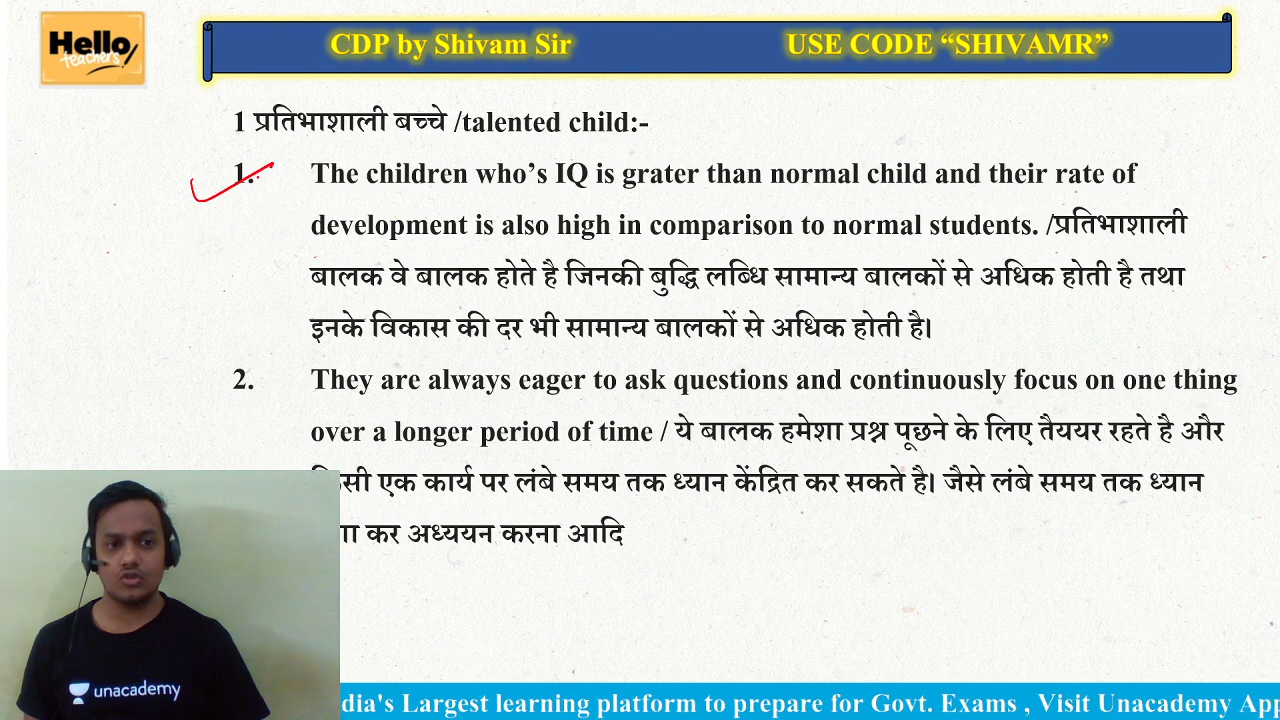 Hello
teachers!
CDP by Shivam Sir USE CODE “SHIVAMR”
1 प्रतिभाशाली बच्चे /talented child:-
1. The children who’s IQ is grater than normal child and their rate of
development is also high in comparison to normal students. /प्रतिभाशाली
बालक वे बालक होते है जिनकी बुद्धि लब्धि सामान्य बालकों से अधिक होती है तथा
इनके विकास की दर भी सामान्य बालकों से अधिक होती है।
2. They are always eager to ask questions and continuously focus on one thing
over a longer period of time / ये बालक हमेशा प्रश्न पूछने के लिए तैययर रहते है और
एक कार्य पर लंबे समय तक ध्यान केंद्रित कर सकते है। जैसे लंबे समय तक ध्यान
कर अध्ययन करना आदि
unacademy
dia's Largest learning platform to prepare for Govt. Exams , Visit Unacademy App